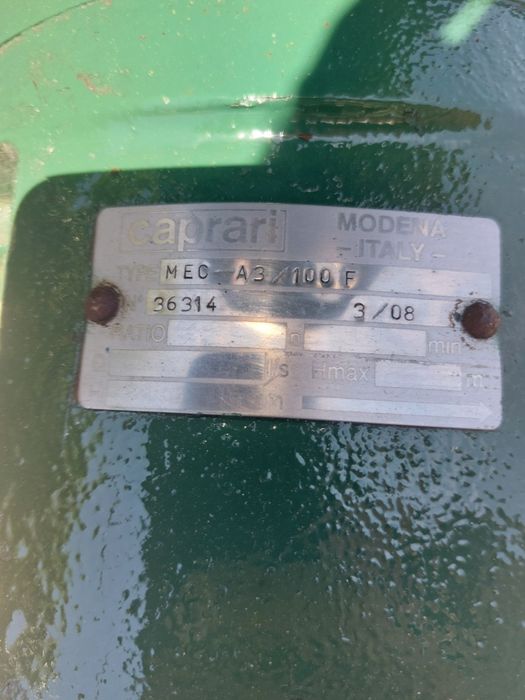 caprari MODENA
- ITALY -
TYPE MEC A3/100 F
N° 36314 3/08
RATIO n min
l/s Hmax m